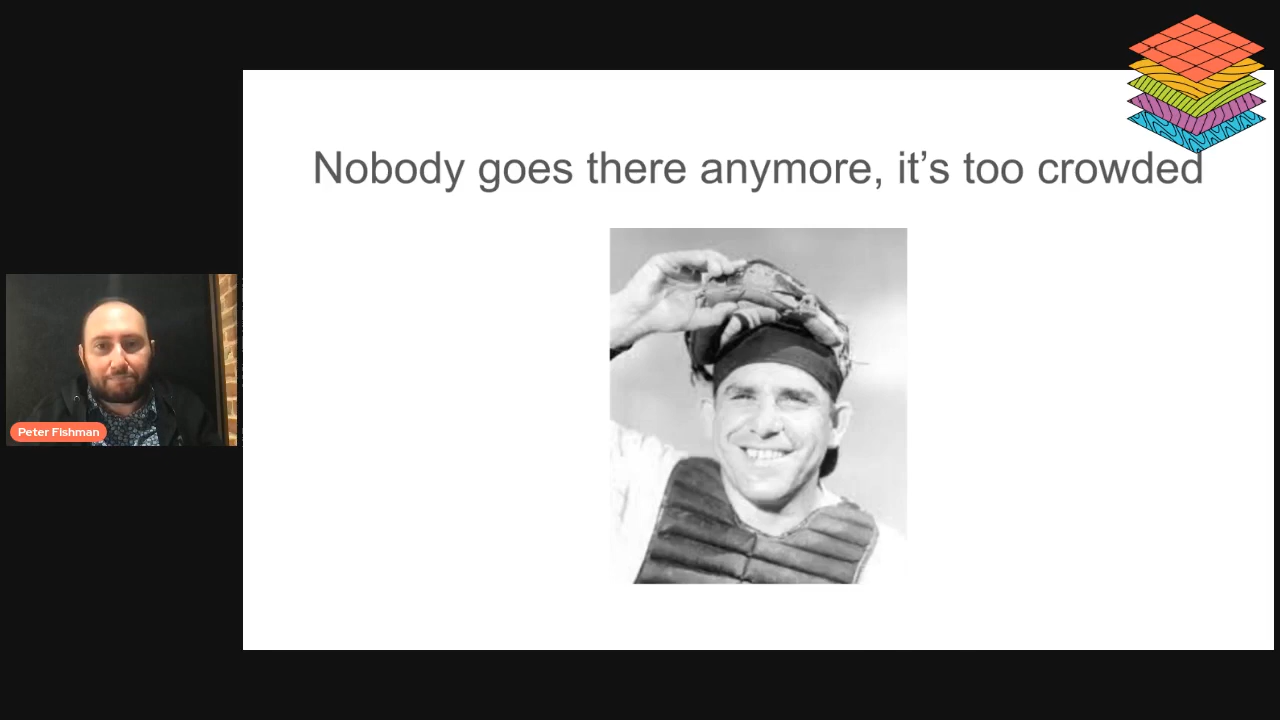 Nobody goes there anymore, it’s too crowded
Peter Fishman